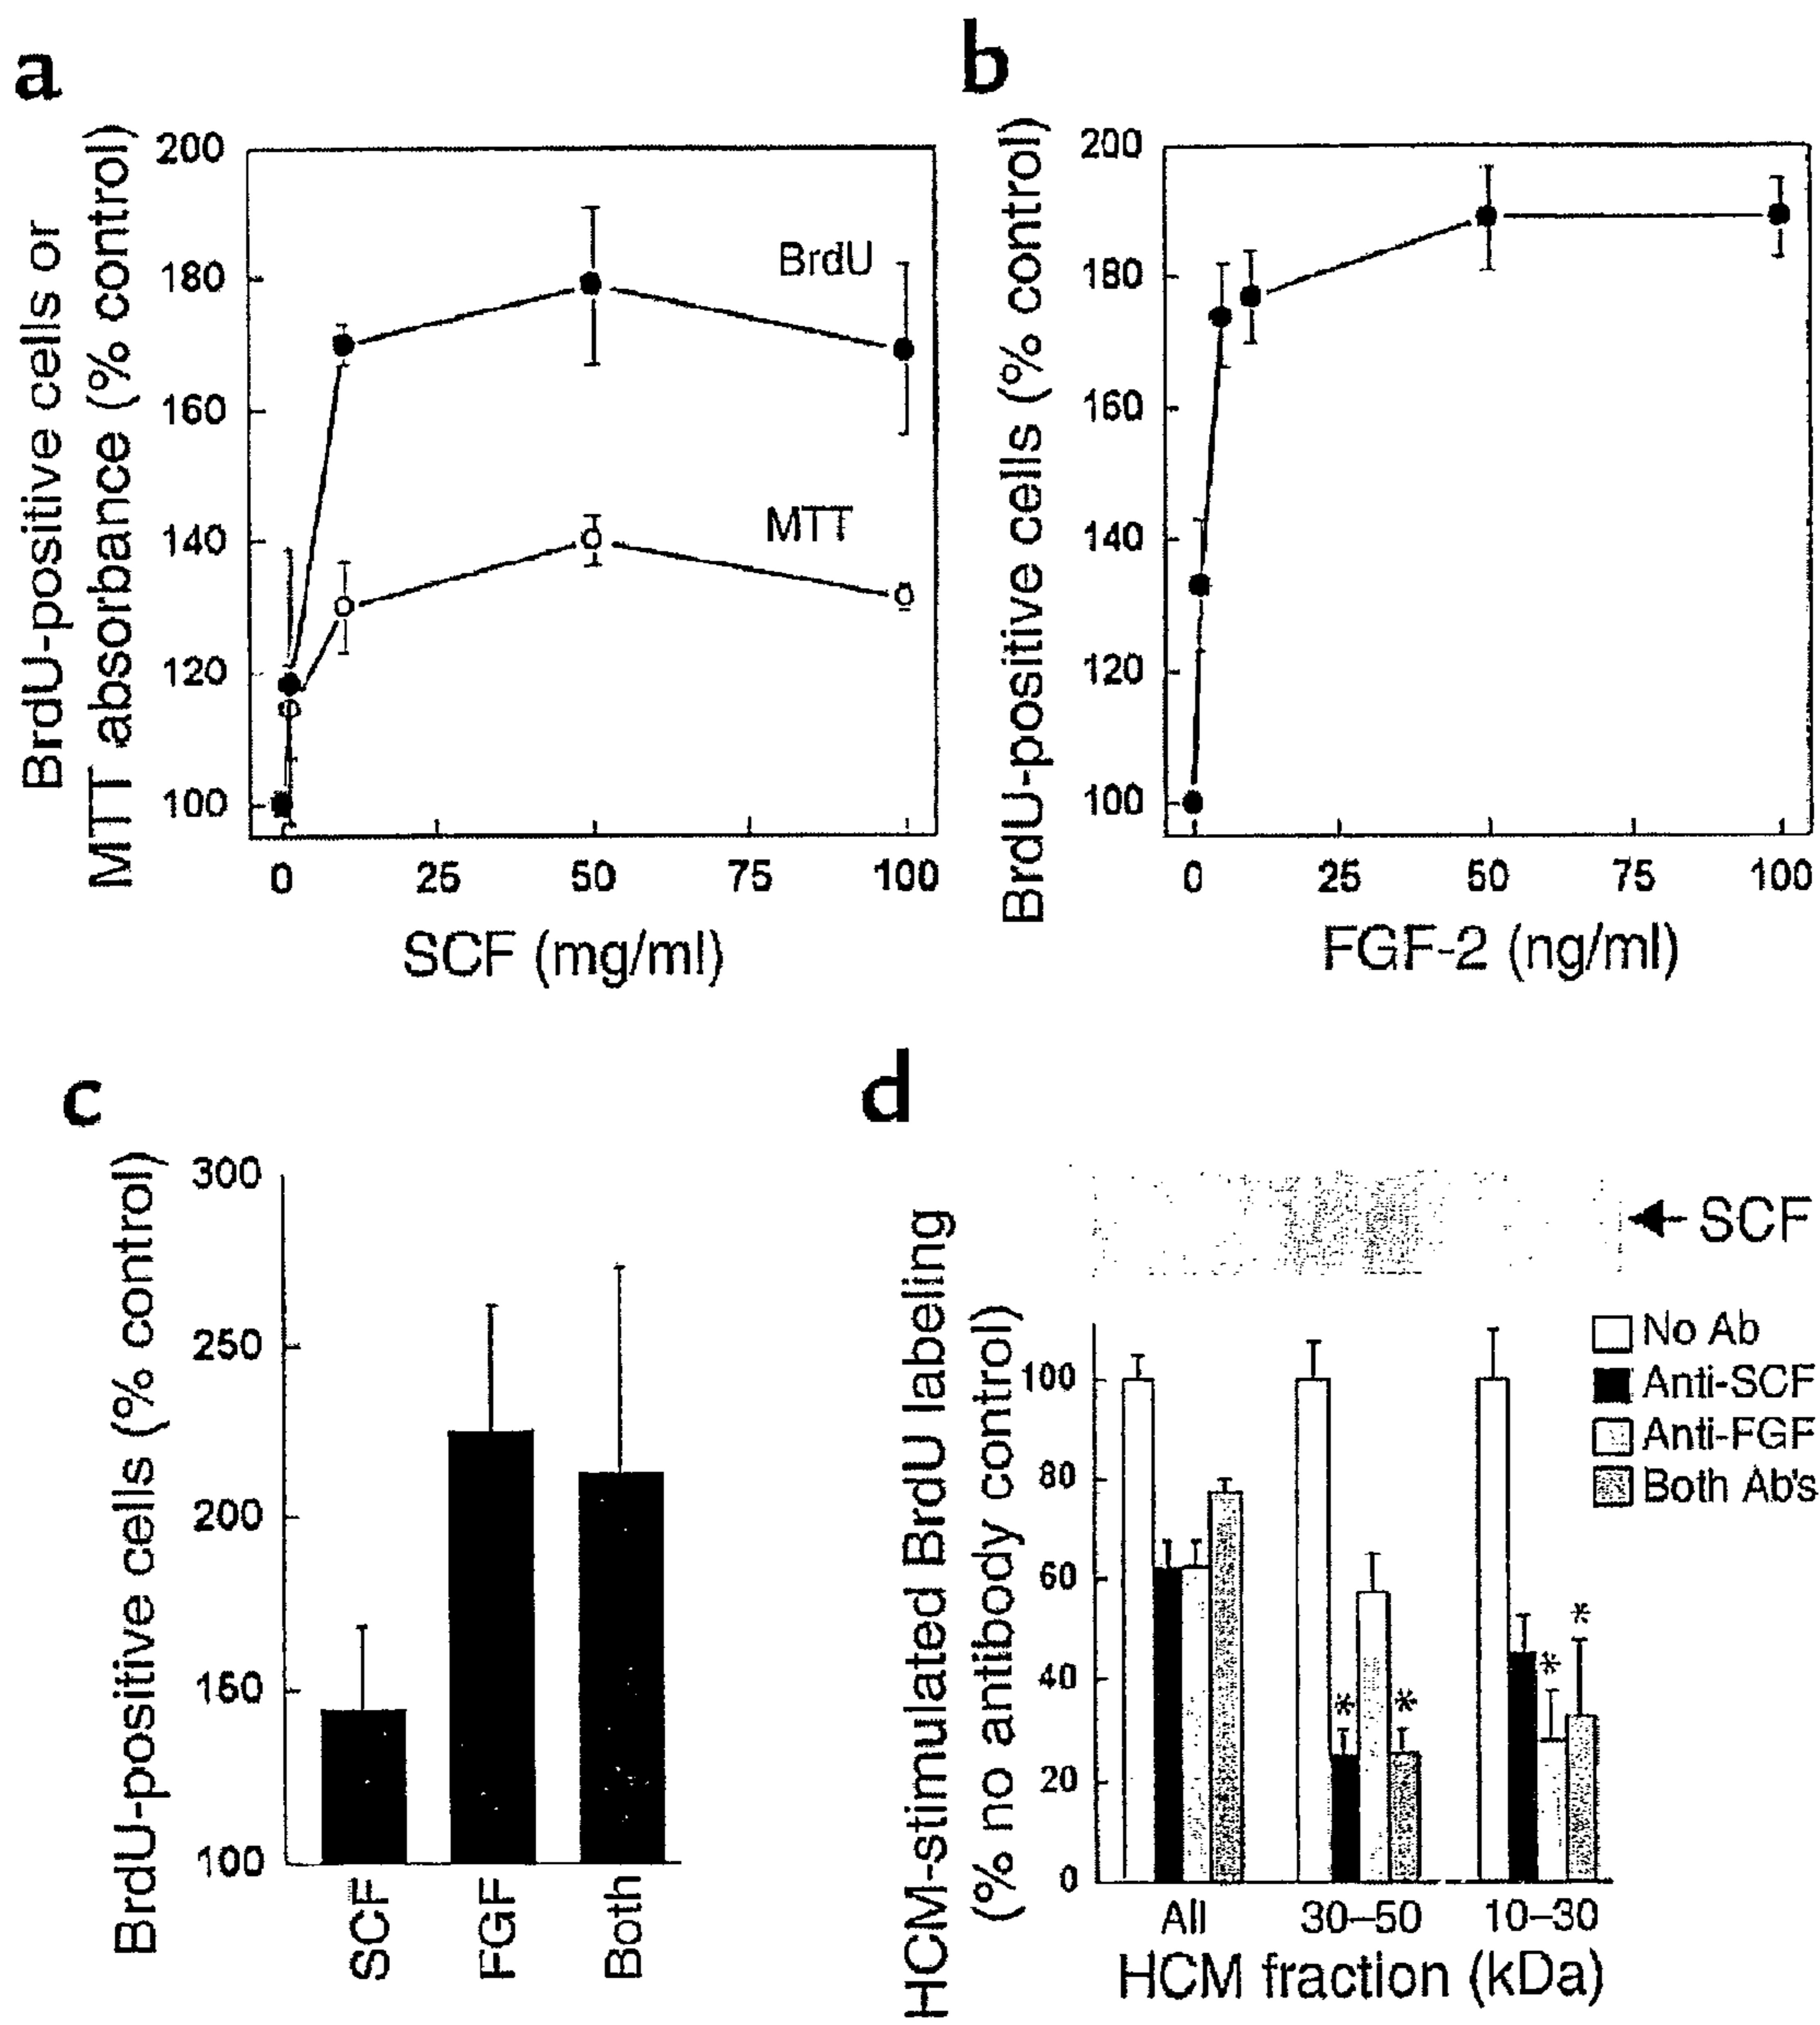 a
BrdU-positive cells or
MTT absorbance (% control)
200
180
160
140
120
100
BrdU
MTT
0 25 50 75 100
SCF (mg/ml)
b
BrdU-positive cells (% control)
200
180
160
140
120
100
0 25 50 75 100
FGF-2 (ng/ml)
c
BrdU-positive cells (% control)
300
250
200
150
100
SCF
FGF
Both
d
HCM-stimulated BrdU labeling
(% no antibody control)
SCF
No Ab
Anti-SCF
Anti-FGF
Both Ab's
100
80
60
40
20
0
* * * *
All 30–50 10–30
HCM fraction (kDa)